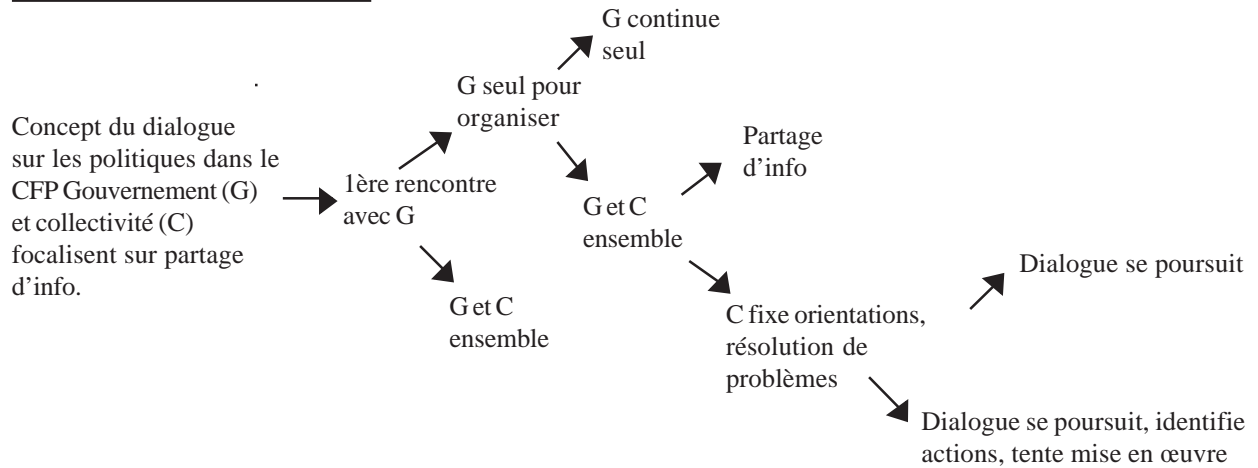 Concept du dialogue
sur les politiques dans le
CFP Gouvernement (G)
et collectivité (C)
focalisent sur partage
d’info.
1ère rencontre
avec G
G seul pour
organiser
G et C
ensemble
G continue
seul
G et C
ensemble
Partage
d’info
C fixe orientations,
résolution de
problèmes
Dialogue se poursuit
Dialogue se poursuit, identifie
actions, tente mise en œuvre